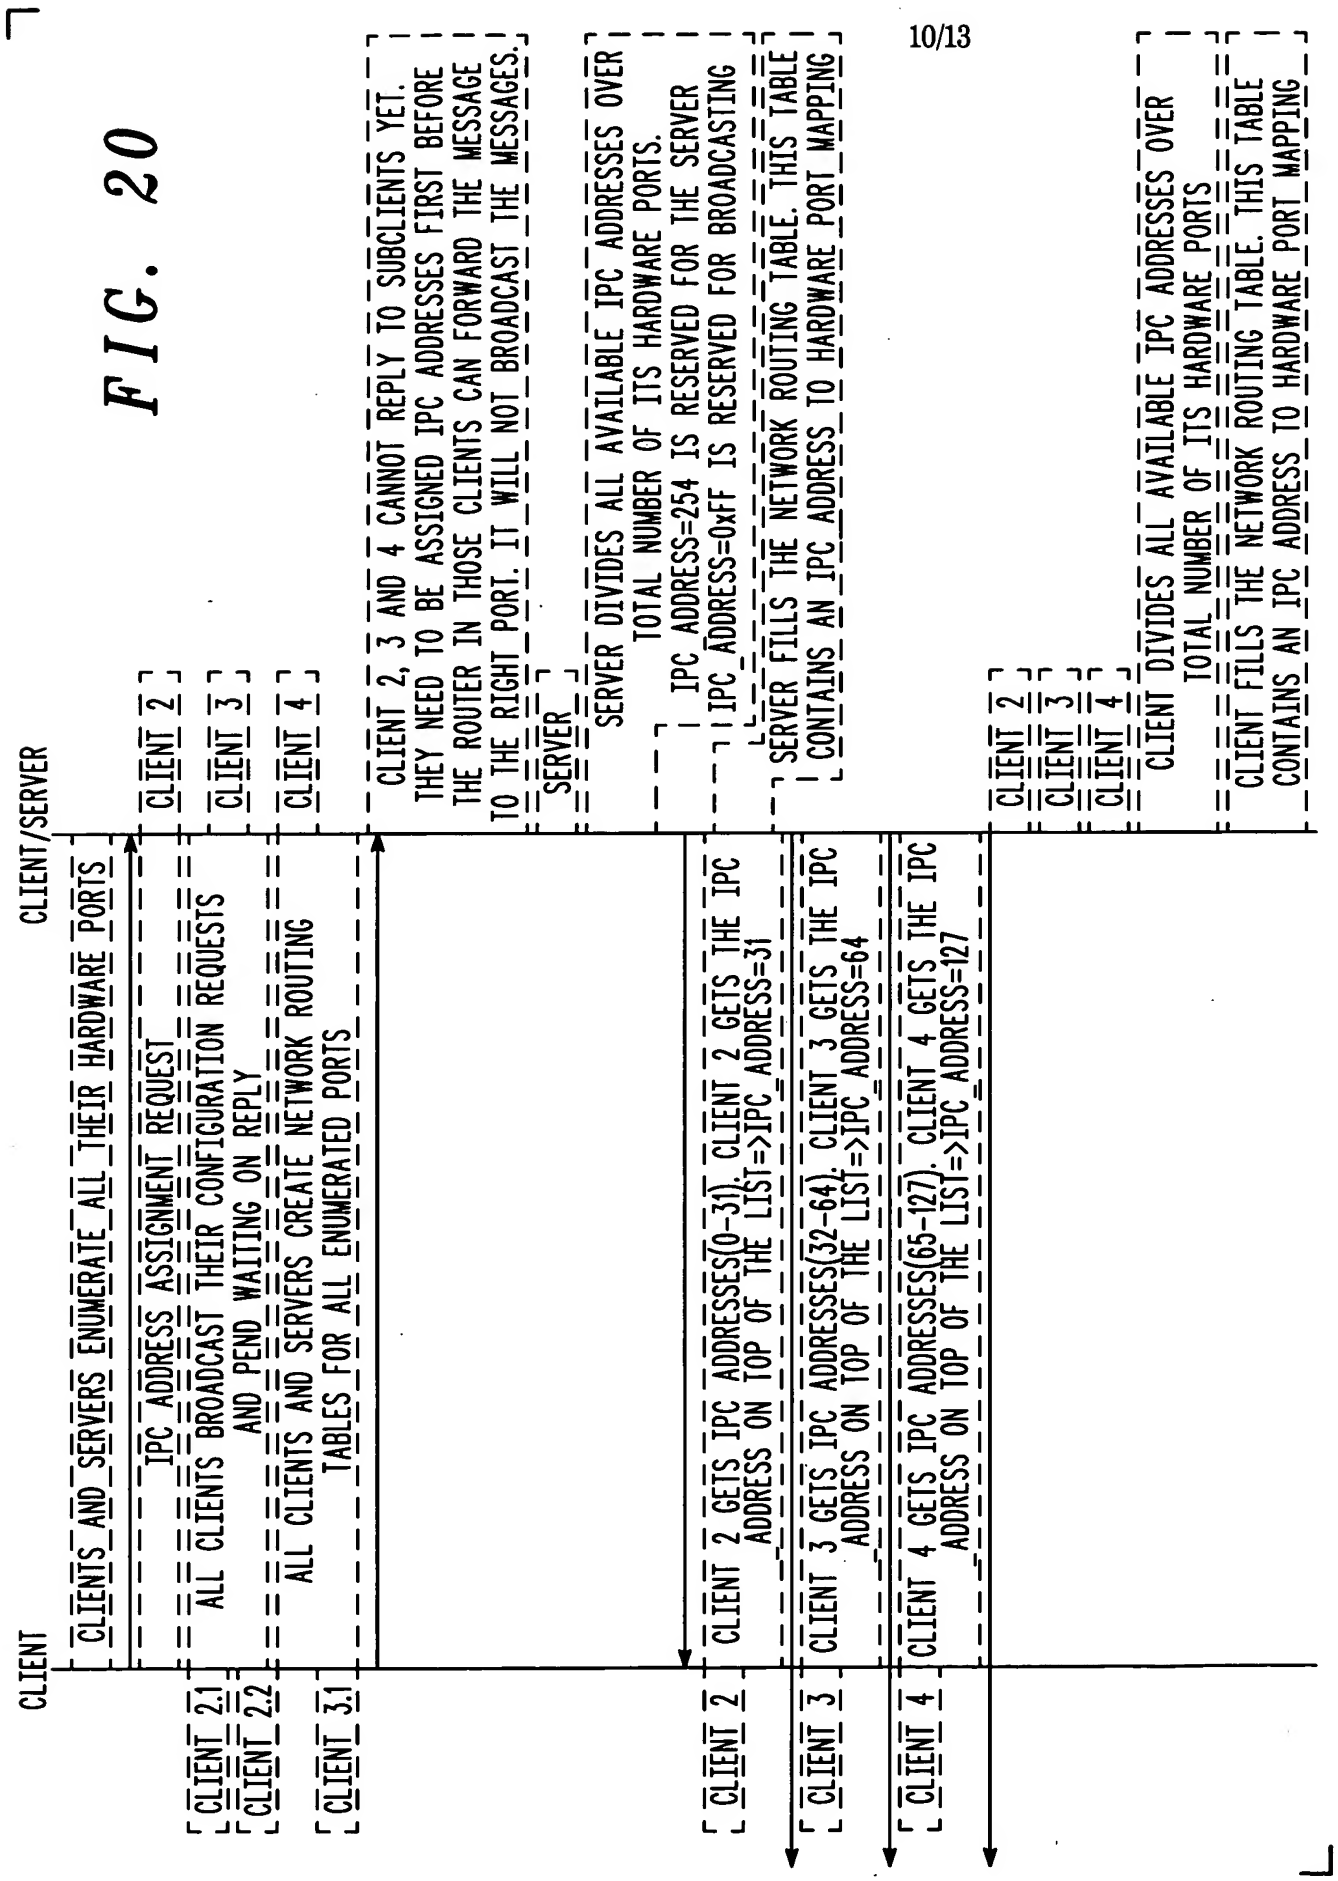 10/13
FIG. 20
CLIENT
CLIENT/SERVER
CLIENTS AND SERVERS ENUMERATE ALL THEIR HARDWARE PORTS
IPC ADDRESS ASSIGNMENT REQUEST
CLIENT 2
CLIENT 2.1
ALL CLIENTS BROADCAST THEIR CONFIGURATION REQUESTS
AND PEND WAITING ON REPLY
CLIENT 3
CLIENT 2.2
ALL CLIENTS AND SERVERS CREATE NETWORK ROUTING
TABLES FOR ALL ENUMERATED PORTS
CLIENT 4
CLIENT 3.1
CLIENT 2, 3 AND 4 CANNOT REPLY TO SUBCLIENTS YET.
THEY NEED TO BE ASSIGNED IPC ADDRESSES FIRST BEFORE
THE ROUTER IN THOSE CLIENTS CAN FORWARD THE MESSAGE
TO THE RIGHT PORT. IT WILL NOT BROADCAST THE MESSAGES.
SERVER
SERVER DIVIDES ALL AVAILABLE IPC ADDRESSES OVER
TOTAL NUMBER OF ITS HARDWARE PORTS.
IPC_ADDRESS=254 IS RESERVED FOR THE SERVER
IPC_ADDRESS=0xFF IS RESERVED FOR BROADCASTING
SERVER FILLS THE NETWORK ROUTING TABLE. THIS TABLE
CONTAINS AN IPC ADDRESS TO HARDWARE PORT MAPPING
CLIENT 2
CLIENT 2 GETS IPC ADDRESSES(0-31). CLIENT 2 GETS THE IPC
ADDRESS ON TOP OF THE LIST=>IPC_ADDRESS=31
CLIENT 3
CLIENT 3 GETS IPC ADDRESSES(32-64). CLIENT 3 GETS THE IPC
ADDRESS ON TOP OF THE LIST=>IPC_ADDRESS=64
CLIENT 4
CLIENT 4 GETS IPC ADDRESSES(65-127). CLIENT 4 GETS THE IPC
ADDRESS ON TOP OF THE LIST=>IPC_ADDRESS=127
CLIENT 2
CLIENT 3
CLIENT 4
CLIENT DIVIDES ALL AVAILABLE IPC ADDRESSES OVER
TOTAL NUMBER OF ITS HARDWARE PORTS
CLIENT FILLS THE NETWORK ROUTING TABLE. THIS TABLE
CONTAINS AN IPC ADDRESS TO HARDWARE PORT MAPPING